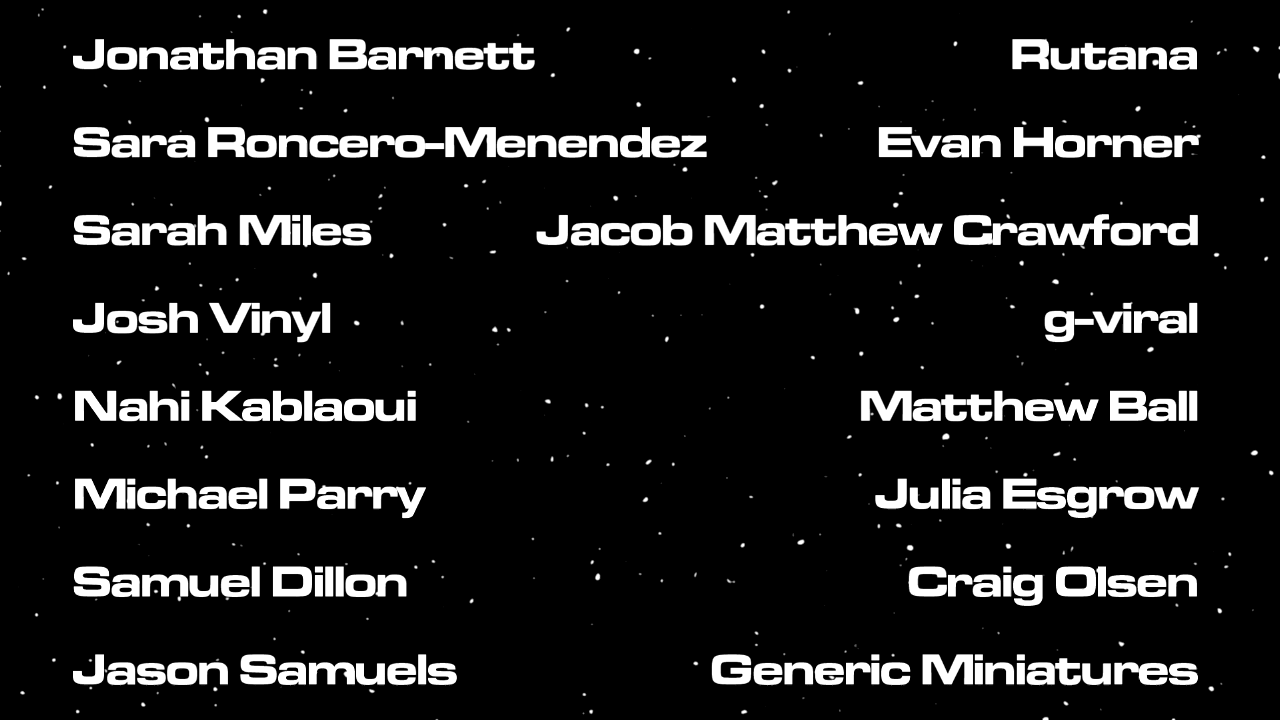 Jonathan Barnett Rutana
Sara Roncero-Menendez Evan Horner
Sarah Miles Jacob Matthew Crawford
Josh Vinyl g-viral
Nahi Kablaoui Matthew Ball
Michael Parry Julia Esgrow
Samuel Dillon Craig Olsen
Jason Samuels Generic Miniatures